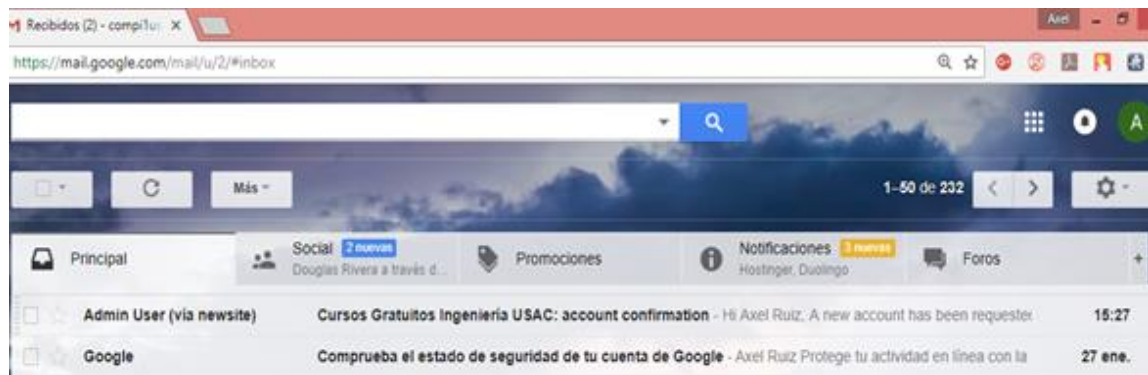 Recibidos (2) - compi1u
Axel
https://mail.google.com/mail/u/2/#inbox
A
Más
1–50 de 232
Principal
Social 2 nuevas
Douglas Rivera a través d...
Promociones
Notificaciones 3 nuevas
Hostinger, Duolingo
Foros
+
Admin User (vía newsite) Cursos Gratuitos Ingeniería USAC: account confirmation - Hi Axel Ruiz, A new account has been requested 15:27
Google Comprueba el estado de seguridad de tu cuenta de Google - Axel Ruiz Protege tu actividad en línea con la 27 ene.